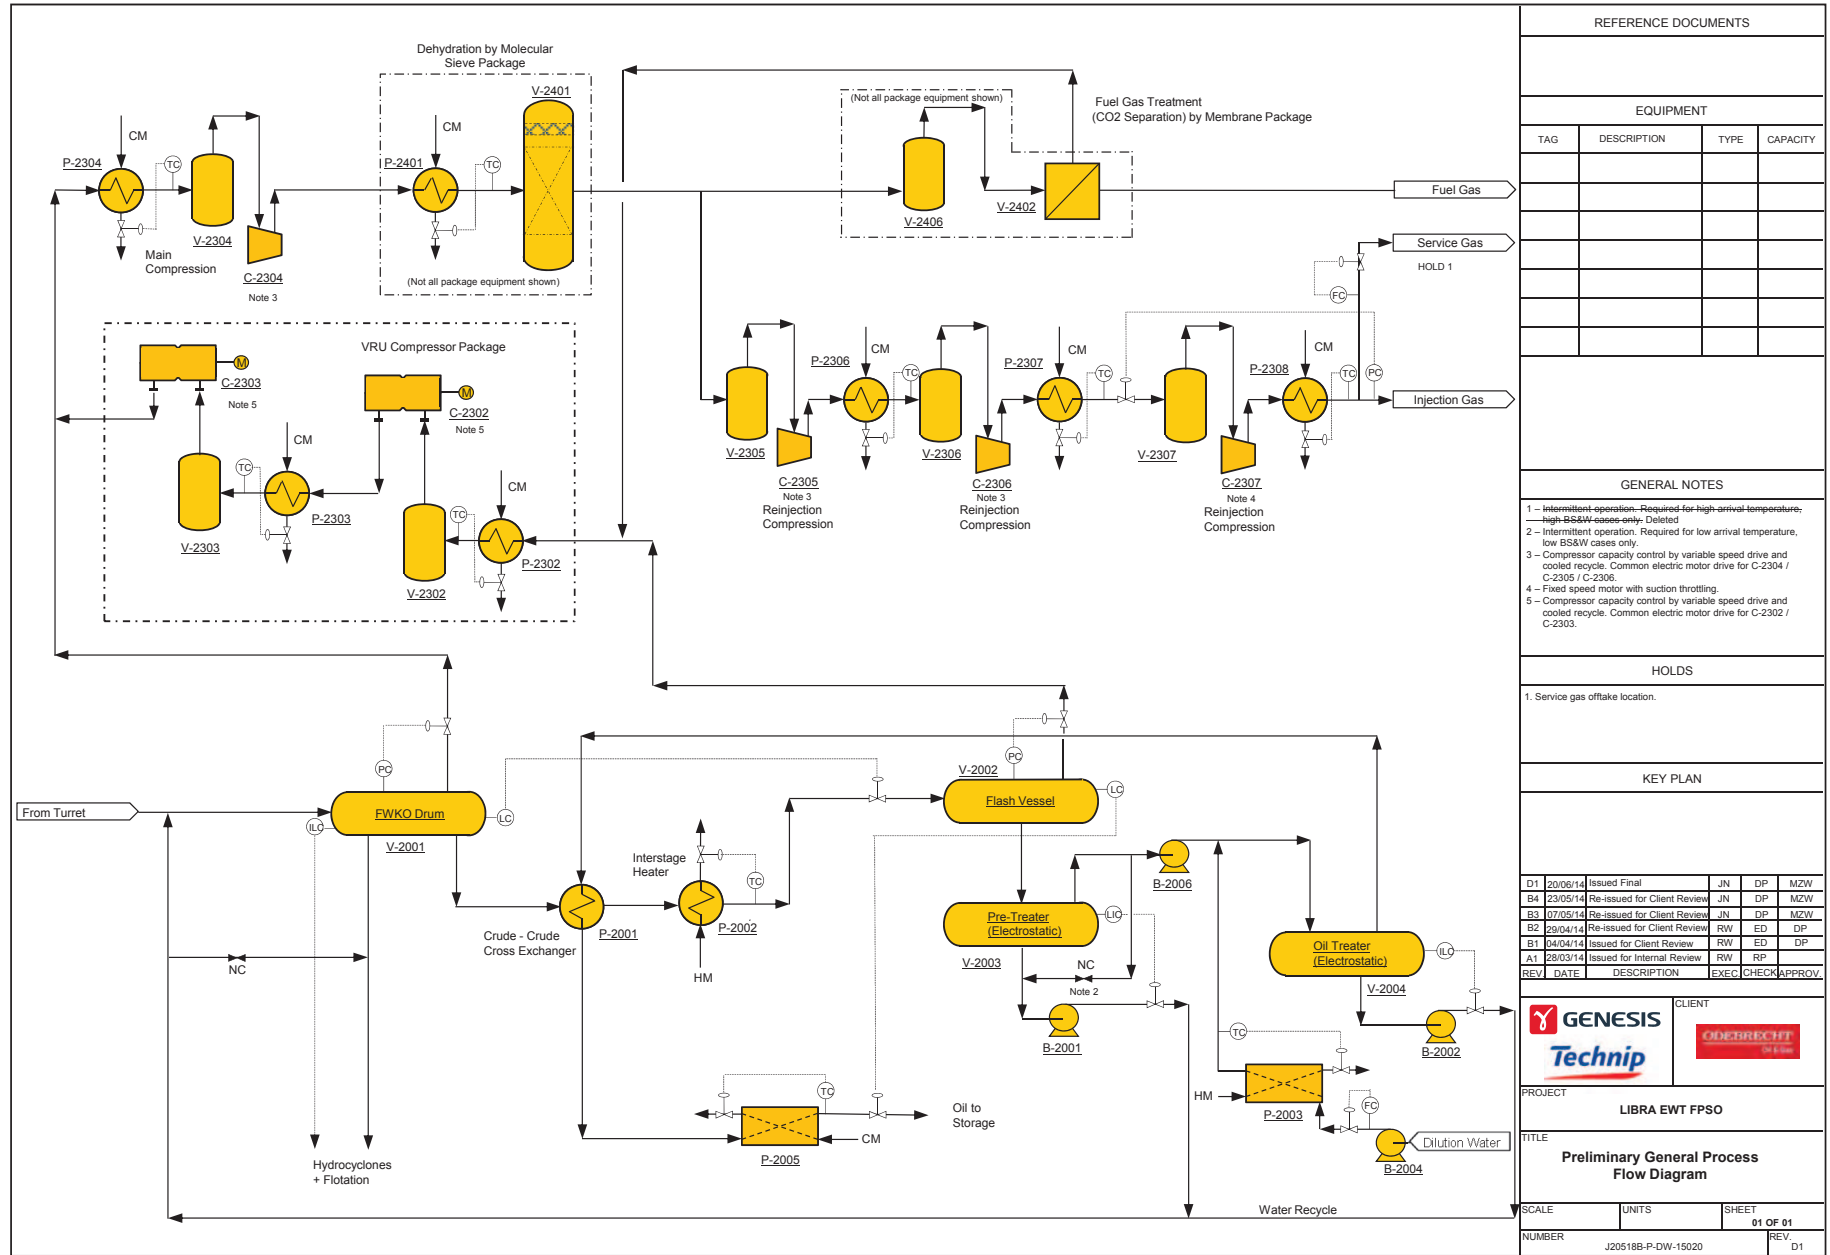 Dehydration by Molecular
Sieve Package
V-2401
CM
P-2304
TC
V-2304
Main
Compression
C-2304
Note 3
CM
P-2401
TC
(Not all package equipment shown)
(Not all package equipment shown)
Fuel Gas Treatment
(CO2 Separation) by Membrane Package
V-2406
V-2402
Fuel Gas
Service Gas
HOLD 1
FC
VRU Compressor Package
M
C-2303
Note 5
M
C-2302
Note 5
CM
TC
P-2303
V-2303
CM
TC
P-2302
V-2302
V-2305
C-2305
Note 3
Reinjection
Compression
P-2306
CM
TC
V-2306
C-2306
Note 3
Reinjection
Compression
P-2307
CM
TC
V-2307
C-2307
Note 4
Reinjection
Compression
P-2308
CM
TC
PC
Injection Gas
From Turret
PC
FWKO Drum
V-2001
ILC
LC
NC
Hydrocyclones
+ Flotation
Crude - Crude
Cross Exchanger
P-2001
Interstage
Heater
TC
P-2002
HM
V-2002
PC
Flash Vessel
LC
Pre-Treater
(Electrostatic)
V-2003
LIC
NC
Note 2
B-2001
B-2006
Oil Treater
(Electrostatic)
V-2004
ILC
B-2002
TC
HM
P-2003
FC
Dilution Water
B-2004
TC
P-2005
CM
Oil to
Storage
Water Recycle
REFERENCE DOCUMENTS
EQUIPMENT
TAG DESCRIPTION TYPE CAPACITY
GENERAL NOTES
1 – Intermittent operation. Required for high arrival temperature,
high BS&W cases only. Deleted
2 – Intermittent operation. Required for low arrival temperature,
low BS&W cases only.
3 – Compressor capacity control by variable speed drive and
cooled recycle. Common electric motor drive for C-2304 /
C-2305 / C-2306.
4 – Fixed speed motor with suction throttling.
5 – Compressor capacity control by variable speed drive and
cooled recycle. Common electric motor drive for C-2302 /
C-2303.
HOLDS
1. Service gas offtake location.
KEY PLAN
D1 20/06/14 Issued Final JN DP MZW
B4 23/05/14 Re-issued for Client Review JN DP MZW
B3 07/05/14 Re-issued for Client Review JN DP MZW
B2 29/04/14 Re-issued for Client Review RW ED DP
B1 04/04/14 Issued for Client Review RW ED DP
A1 28/03/14 Issued for Internal Review RW RP
REV. DATE DESCRIPTION EXEC. CHECK APPROV.
GENESIS
Technip
CLIENT
ODEBRECHT
Oil & Gas
PROJECT
LIBRA EWT FPSO
TITLE
Preliminary General Process
Flow Diagram
SCALE UNITS SHEET
01 OF 01
NUMBER
J20518B-P-DW-15020
REV.
D1